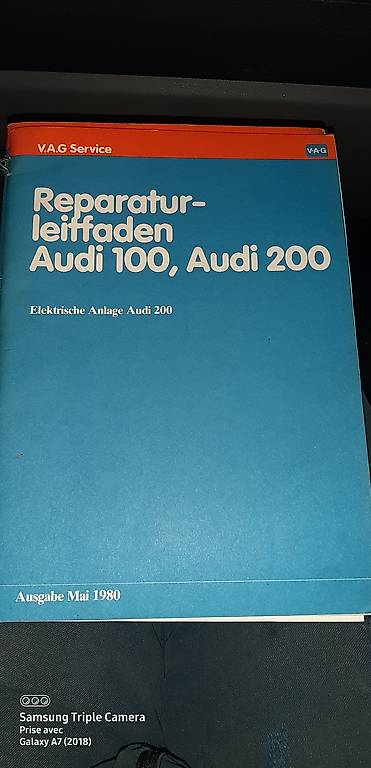 V.A.G Service
V·A·G
Reparatur-
leitfaden
Audi 100, Audi 200
Elektrische Anlage Audi 200
Ausgabe Mai 1980
Samsung Triple Camera
Prise avec
Galaxy A7 (2018)